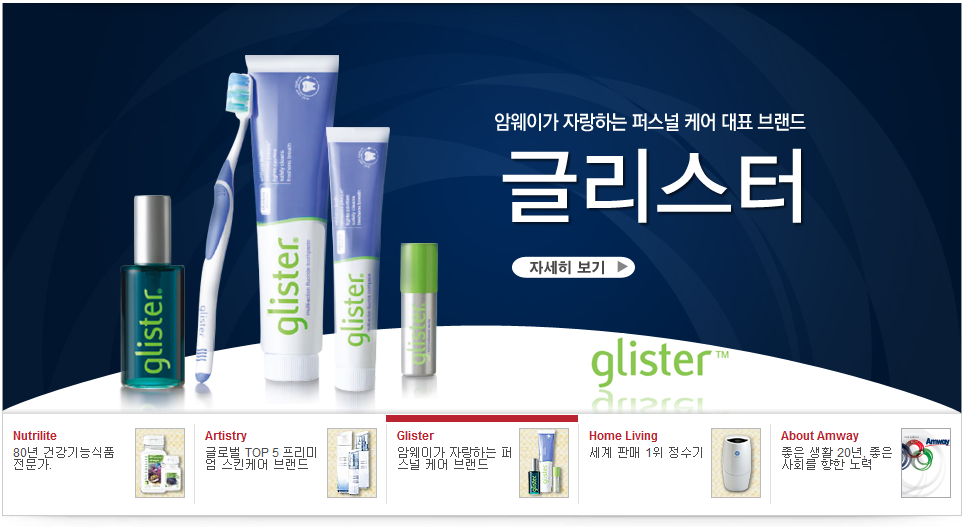 암웨이가 자랑하는 퍼스널 케어 대표 브랜드
글리스터
자세히 보기
glister™
glister
glister
glister®
multi-action fluoride toothpaste
glister
glister
Nutrilite
80년 건강기능식품
전문가.
Artistry
글로벌 TOP 5 프리미
엄 스킨케어 브랜드
Glister
암웨이가 자랑하는 퍼
스널 케어 브랜드
Home Living
세계 판매 1위 정수기
About Amway
좋은 생활 20년, 좋은
사회를 향한 노력
Amway